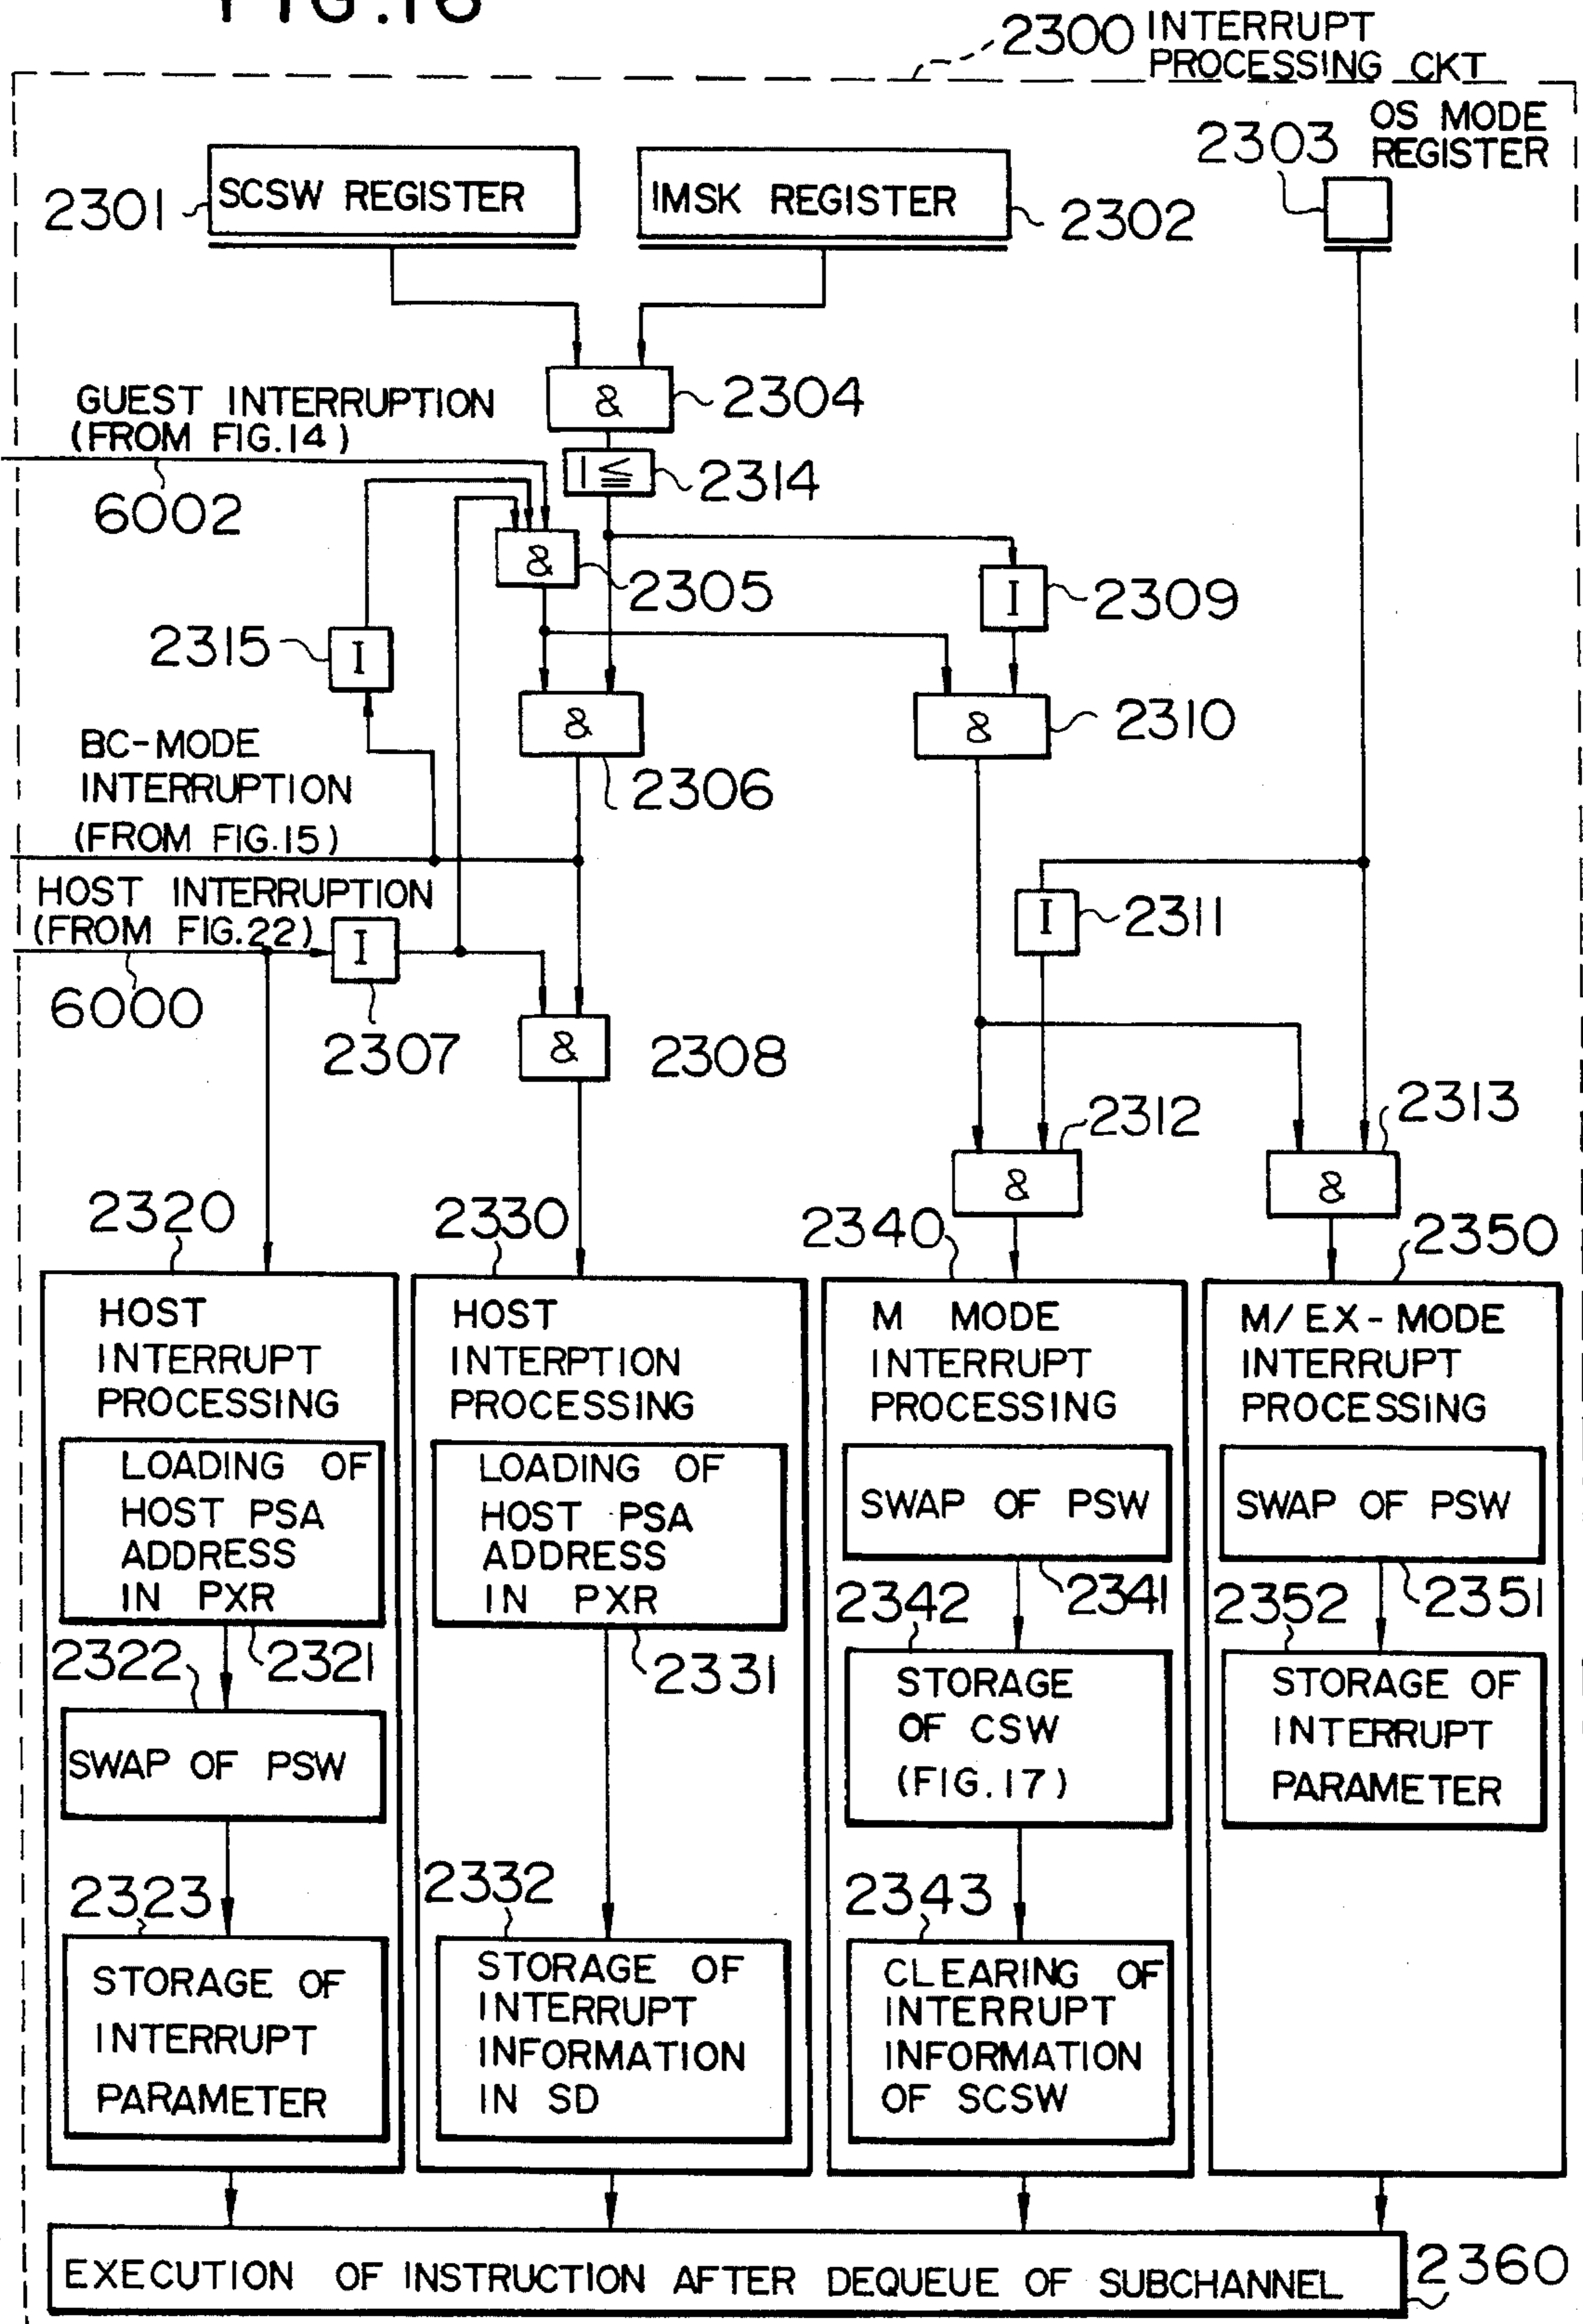 FIG.16
2300 INTERRUPT
PROCESSING CKT
OS MODE
2303 REGISTER
2301 SCSW REGISTER
IMSK REGISTER 2302
& 2304
GUEST INTERRUPTION
(FROM FIG.14)
1≦ 2314
6002
& 2305
I 2309
2315 I
& 2306
& 2310
BC-MODE
INTERRUPTION
(FROM FIG.15)
HOST INTERRUPTION
(FROM FIG.22)
I 2307
I 2311
6000
& 2308
& 2312
& 2313
2320
2330
2340
2350
HOST
INTERRUPT
PROCESSING
LOADING OF
HOST PSA
ADDRESS
IN PXR
2322 2321
SWAP OF PSW
2323
STORAGE OF
INTERRUPT
PARAMETER
HOST
INTERPTION
PROCESSING
LOADING OF
HOST PSA
ADDRESS
IN PXR
2331
2332
STORAGE OF
INTERRUPT
INFORMATION
IN SD
M MODE
INTERRUPT
PROCESSING
SWAP OF PSW
2342 2341
STORAGE
OF CSW
(FIG.17)
2343
CLEARING OF
INTERRUPT
INFORMATION
OF SCSW
M/EX-MODE
INTERRUPT
PROCESSING
SWAP OF PSW
2352 2351
STORAGE OF
INTERRUPT
PARAMETER
EXECUTION OF INSTRUCTION AFTER DEQUEUE OF SUBCHANNEL 2360